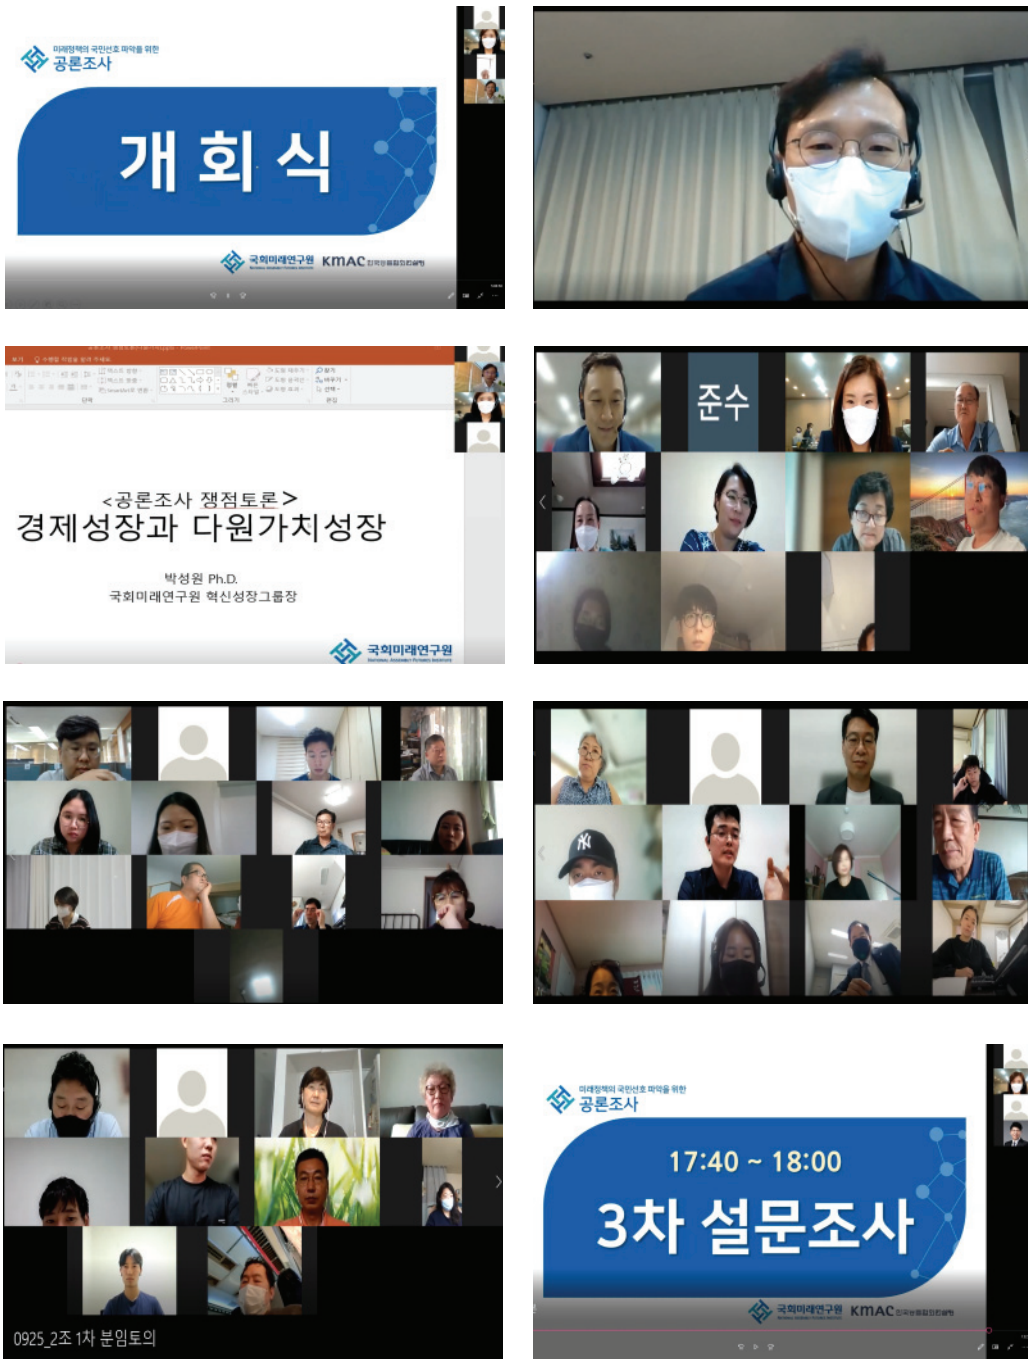 미래정책의 국민선호 파악을 위한
공론조사
개 회 식
국회미래연구원 KMAC
<공론조사 쟁점토론>
경제성장과 다원가치성장
박성원 Ph.D.
국회미래연구원 혁신성장그룹장
국회미래연구원
NATIONAL ASSEMBLY FUTURES INSTITUTE
준수
0925_2조 1차 분임토의
미래정책의 국민선호 파악을 위한
공론조사
17:40 ~ 18:00
3차 설문조사
국회미래연구원 KMAC